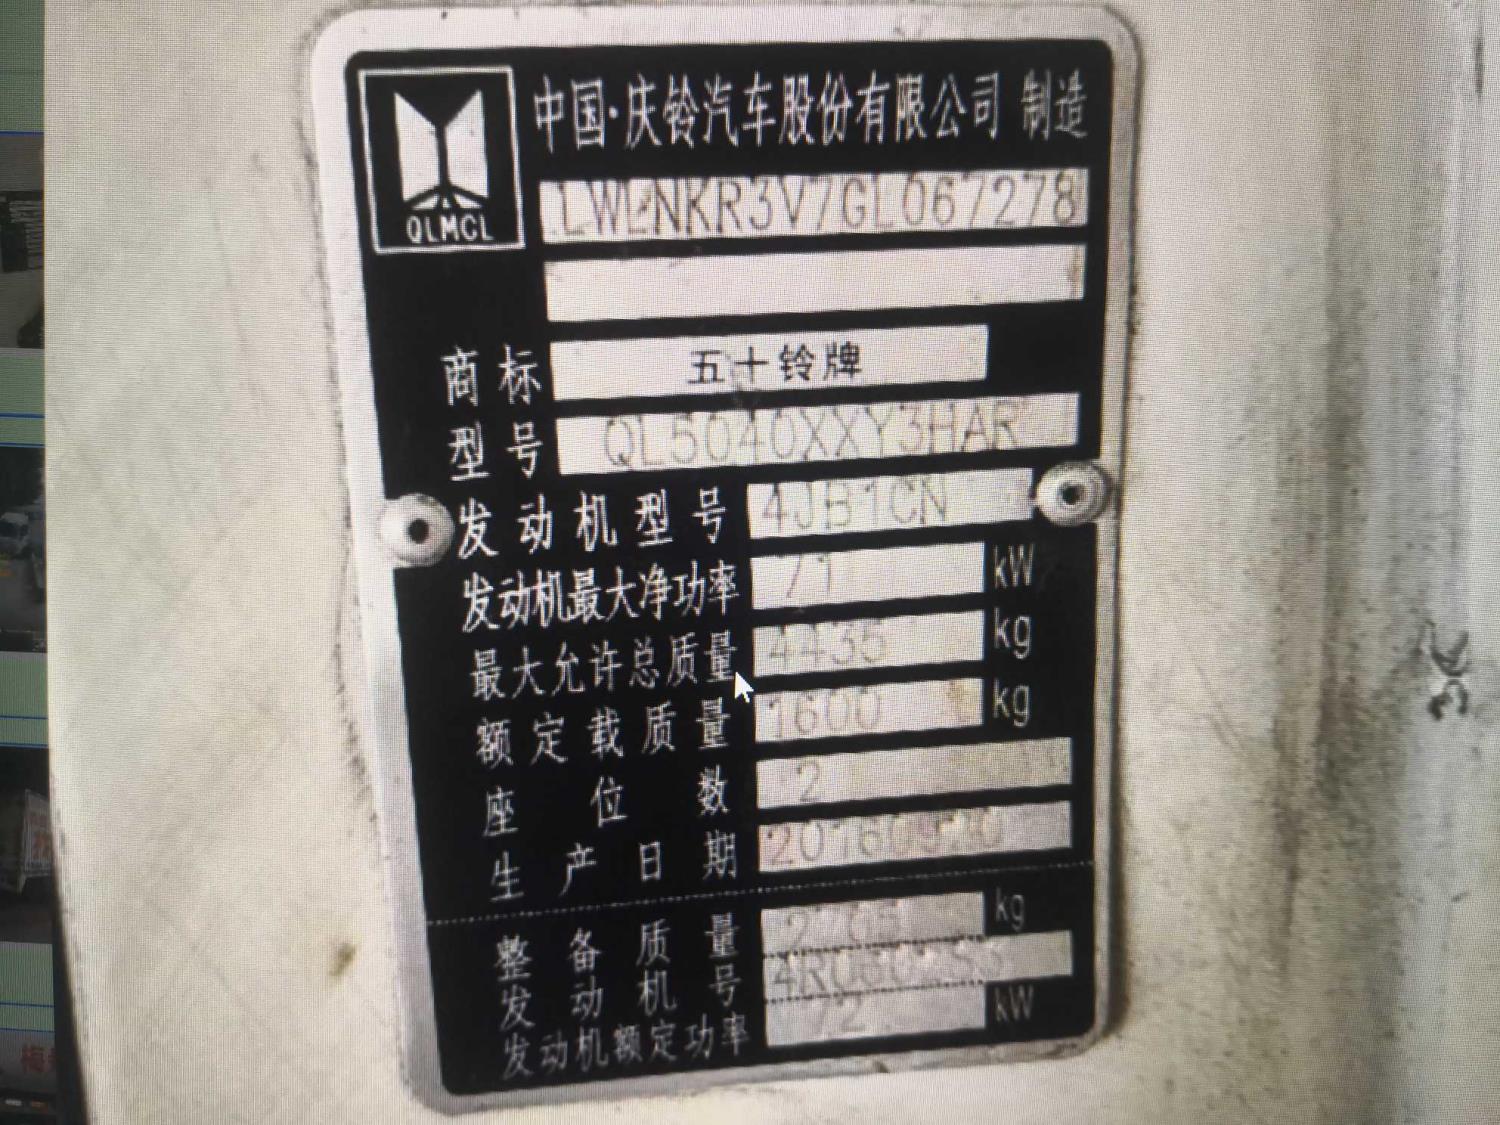 中国·庆铃汽车股份有限公司 制造
QLMCL
LWLNKR3V7GL067278
商标 五十铃牌
型号 QL5040XXY3HAR
发动机型号 4JB1CN
发动机最大净功率 71 kW
最大允许总质量 4435 kg
额定载质量 1600 kg
座位数 2
生产日期
整备质量 kg
发动机号
发动机额定功率 72 kW